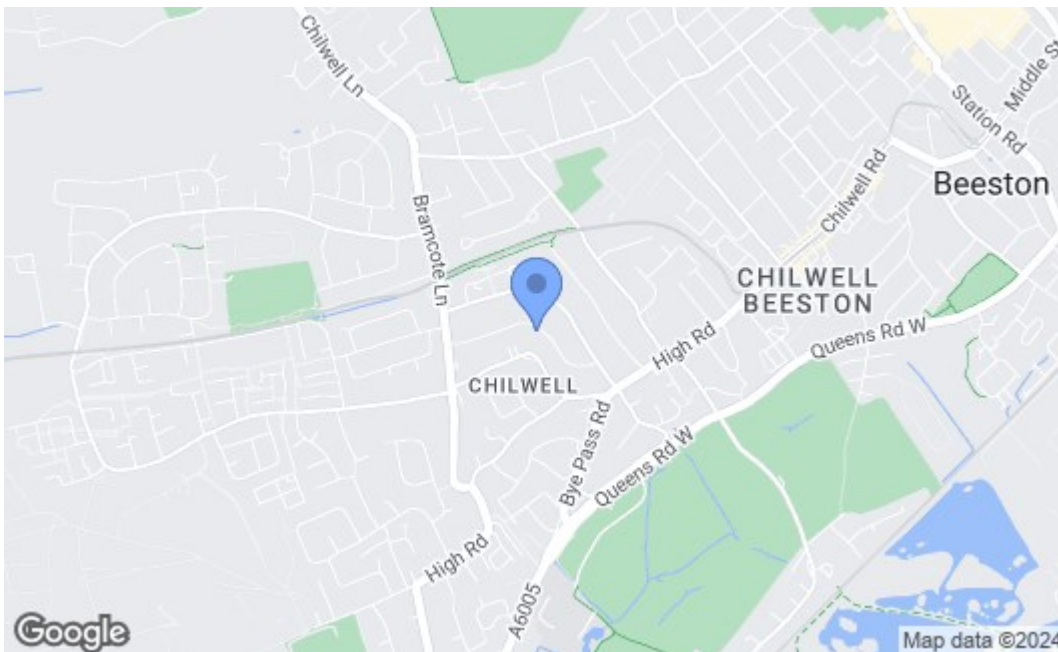 Chilwell Ln
Middle St
Station Rd
Chilwell Rd
Beeston
Bramcote Ln
CHILWELL
BEESTON
Queens Rd W
High Rd
CHILWELL
Bye Pass Rd
Queens Rd W
High Rd
A6005
Google
Map data ©2024